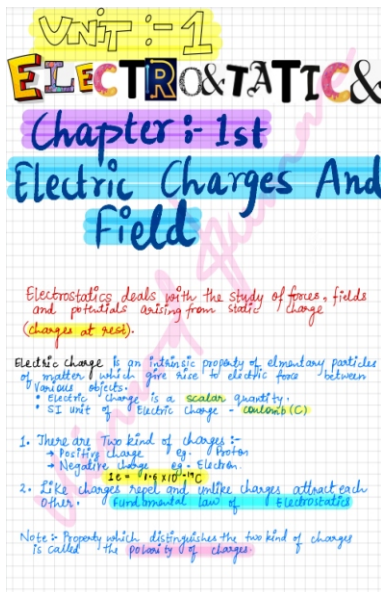 UNIT :- 1
ELECTROSTATIC&
Chapter :- 1st
Electric Charges And
Field
Electrostatics deals with the study of forces, fields
and potentials arising from static charge
(charges at rest).
Electric charge is an intrinsic property of elmentary particles
of matter which give rise to electric force between
various objects.
• Electric charge is a scalar quantity.
• SI unit of Electric Charge - coulomb(C)
1. There are Two kind of charges :-
→ Positive charge eg. Proton
→ Negative charge eg. Electron.
1e = 1.6 x 10^-19 C
2. Like charges repel and unlike charges attract each
other. Fundamental law of Electrostatics
Note :- Property which distinguishes the two kind of charges
is called the polarity of charges.